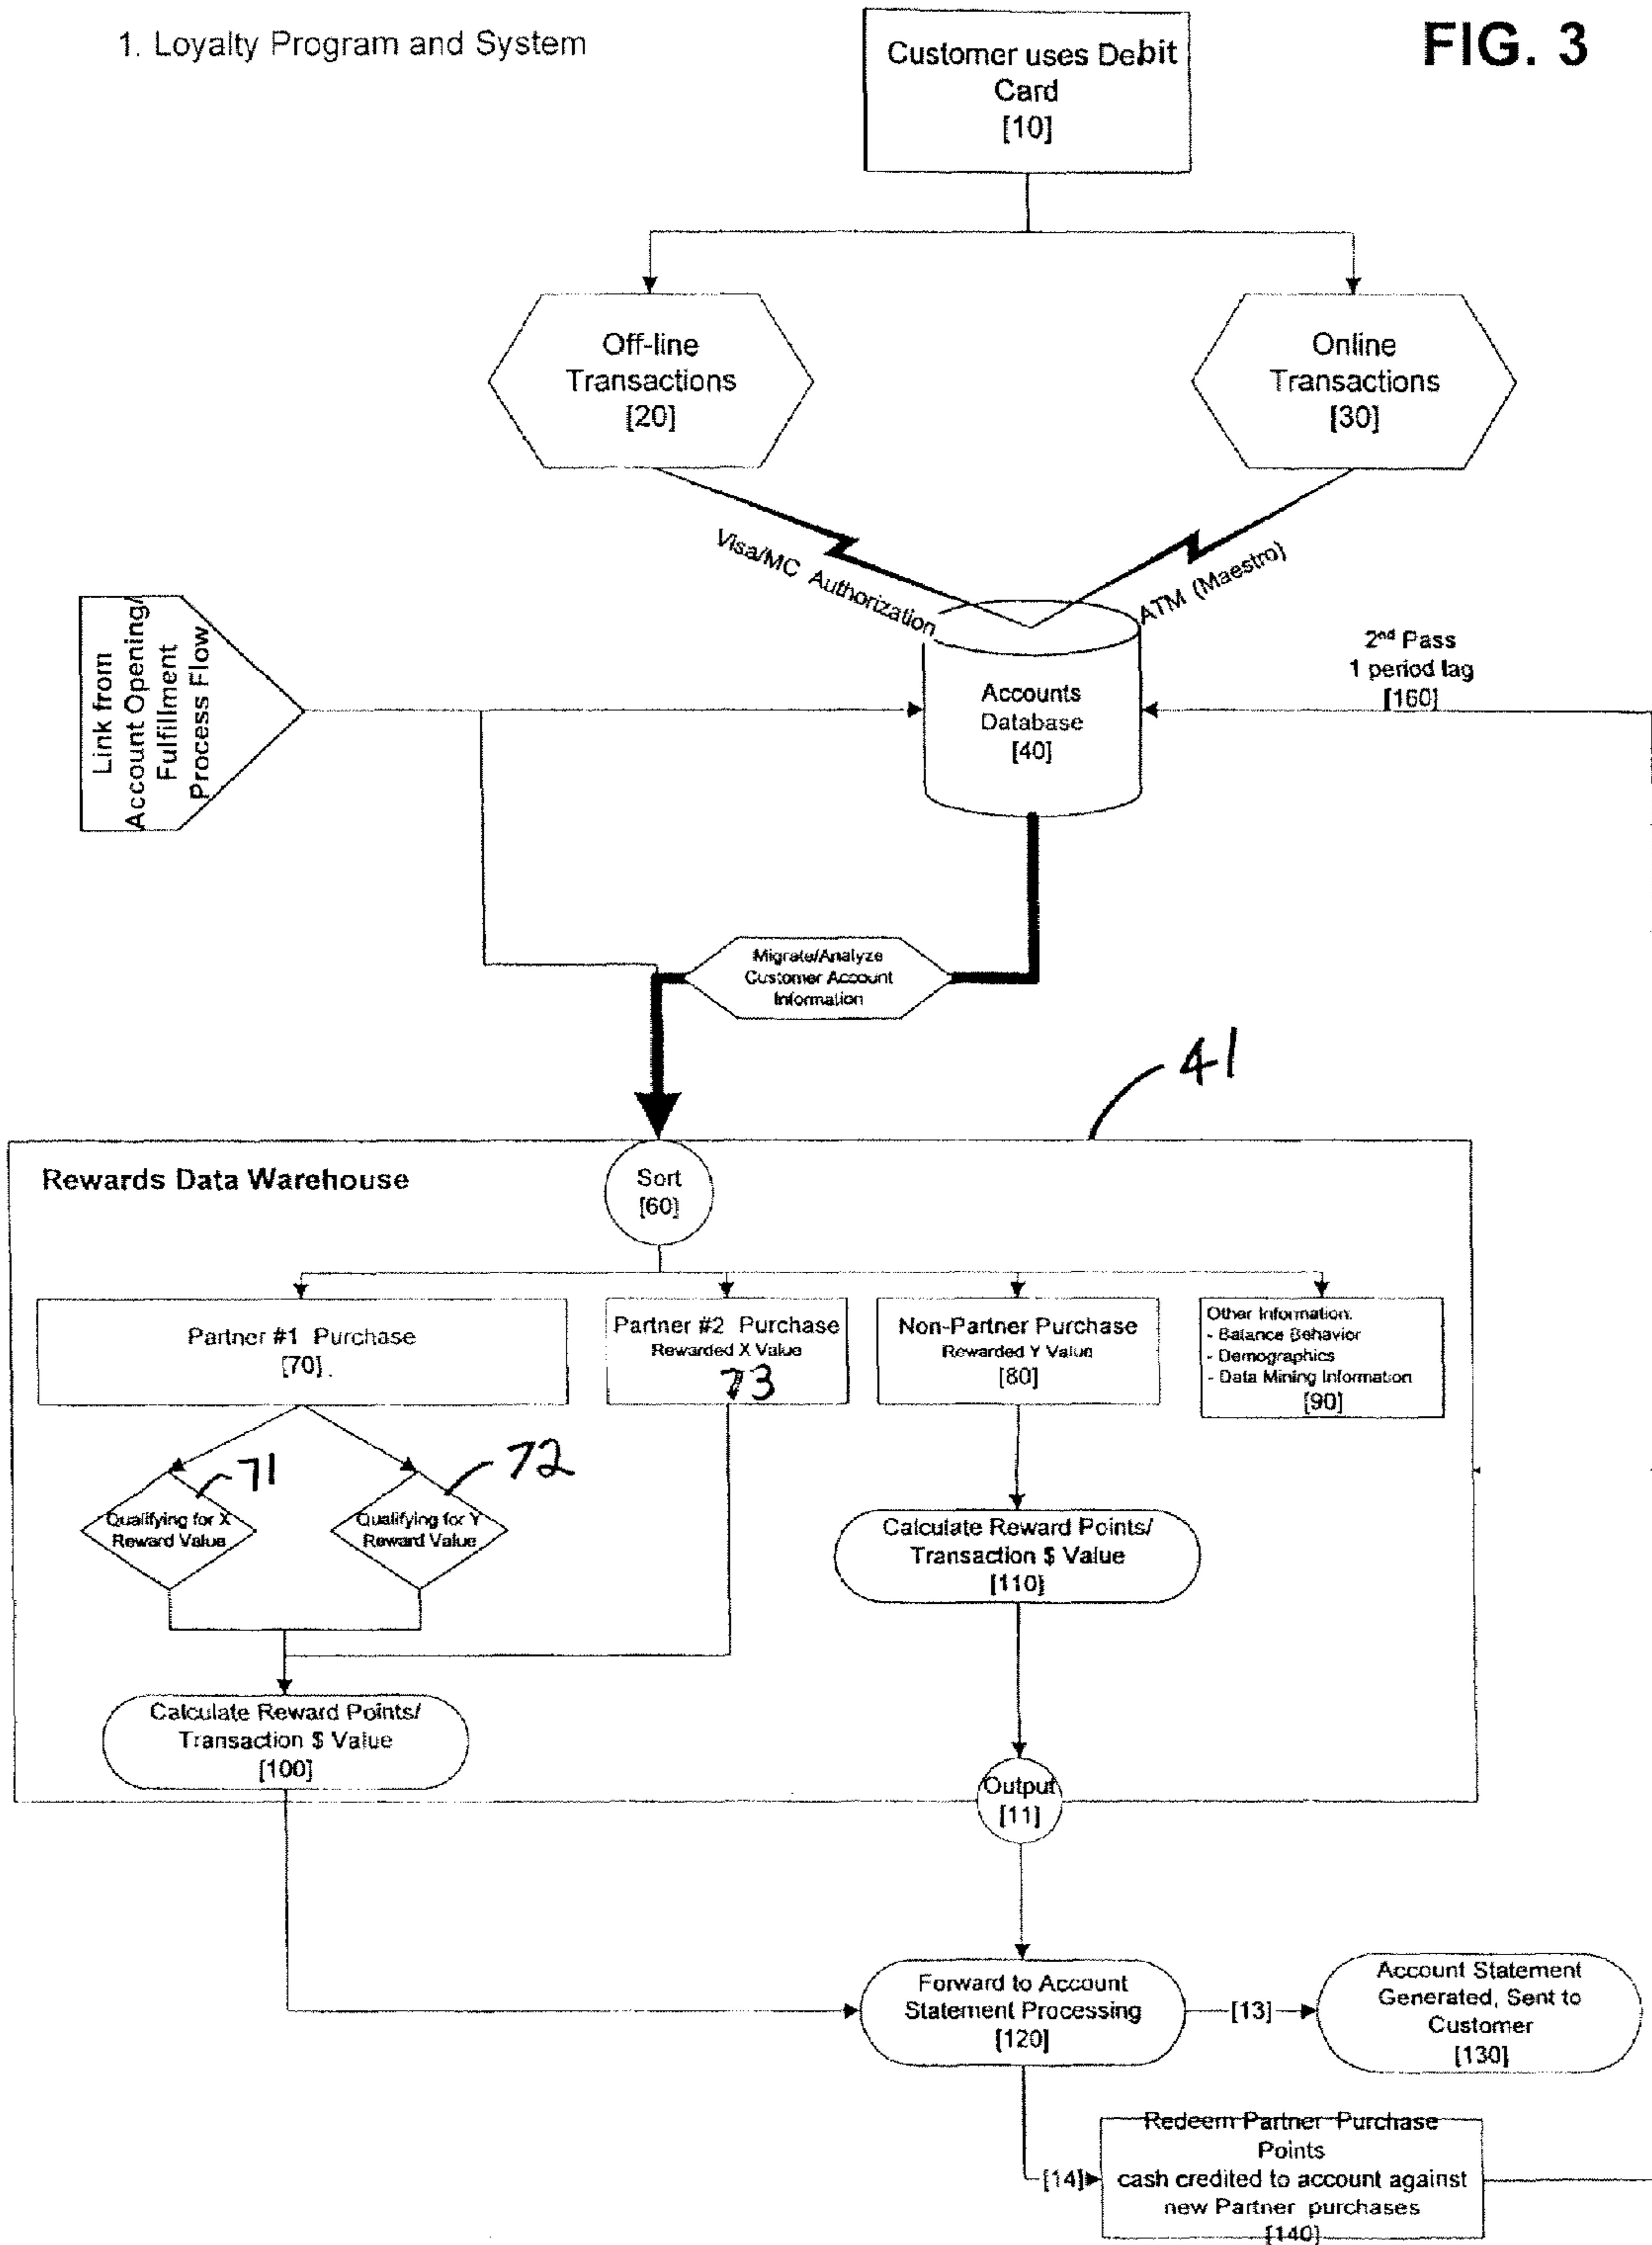 1. Loyalty Program and System
FIG. 3
Customer uses Debit
Card
[10]
Off-line
Transactions
[20]
Online
Transactions
[30]
Visa/MC Authorization
ATM (Maestro)
Link from
Account Opening/
Fulfillment
Process Flow
Accounts
Database
[40]
2nd Pass
1 period lag
[160]
Migrate/Analyze
Customer Account
Information
41
Rewards Data Warehouse
Sort
[60]
Partner #1 Purchase
[70].
Partner #2 Purchase
Rewarded X Value
73
Non-Partner Purchase
Rewarded Y Value
[80]
Other Information:
- Balance Behavior
- Demographics
- Data Mining Information
[90]
71
72
Qualifying for X
Reward Value
Qualifying for Y
Reward Value
Calculate Reward Points/
Transaction $ Value
[110]
Calculate Reward Points/
Transaction $ Value
[100]
Output
[11]
Forward to Account
Statement Processing
[120]
[13]
Account Statement
Generated, Sent to
Customer
[130]
[14]
Redeem Partner Purchase
Points
cash credited to account against
new Partner purchases
[140]